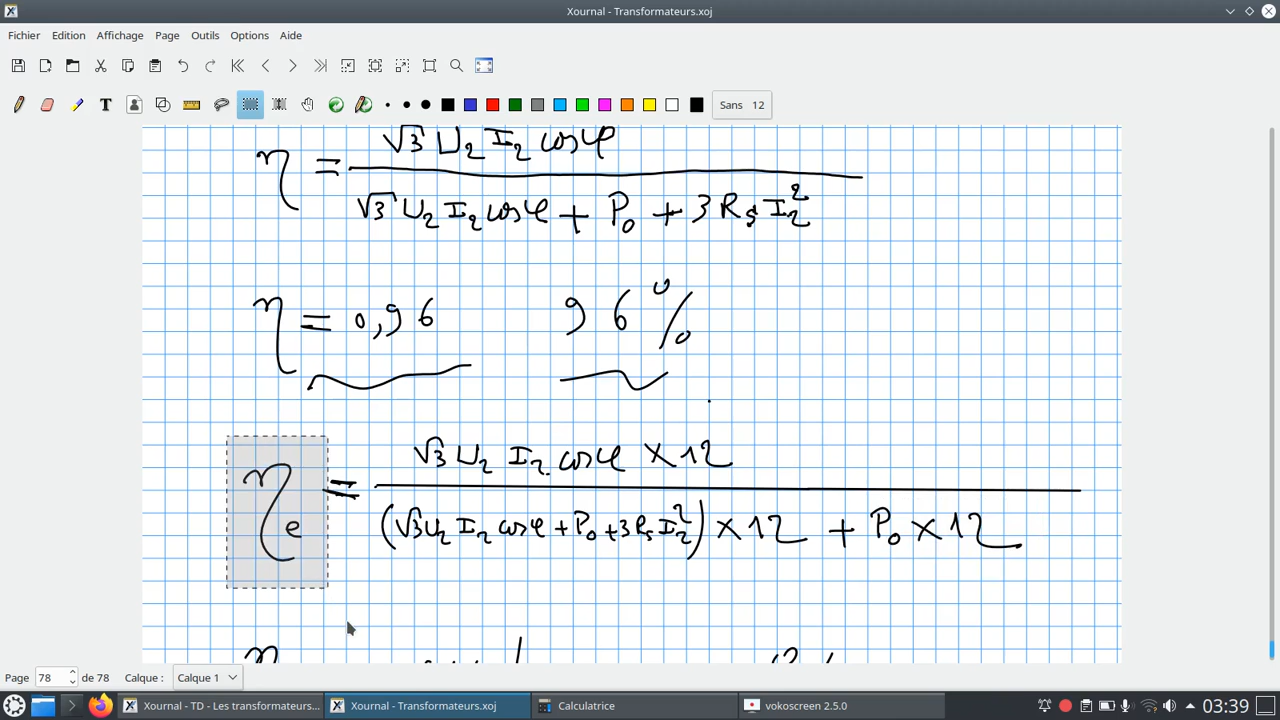 Xournal - Transformateurs.xoj
Fichier Edition Affichage Page Outils Options Aide
Sans 12
η = √3 U₂ I₂ cosφ / √3 U₂ I₂ cosφ + P₀ + 3 Rₛ I₂²
η = 0,96 96 %
ηₑ = √3 U₂ I₂ cosφ × 12 / (√3 U₂ I₂ cosφ + P₀ + 3 Rₛ I₂²) × 12 + P₀ × 12
Page 78 de 78 Calque : Calque 1
Xournal - TD - Les transformateurs... Xournal - Transformateurs.xoj Calculatrice vokoscreen 2.5.0 03:39